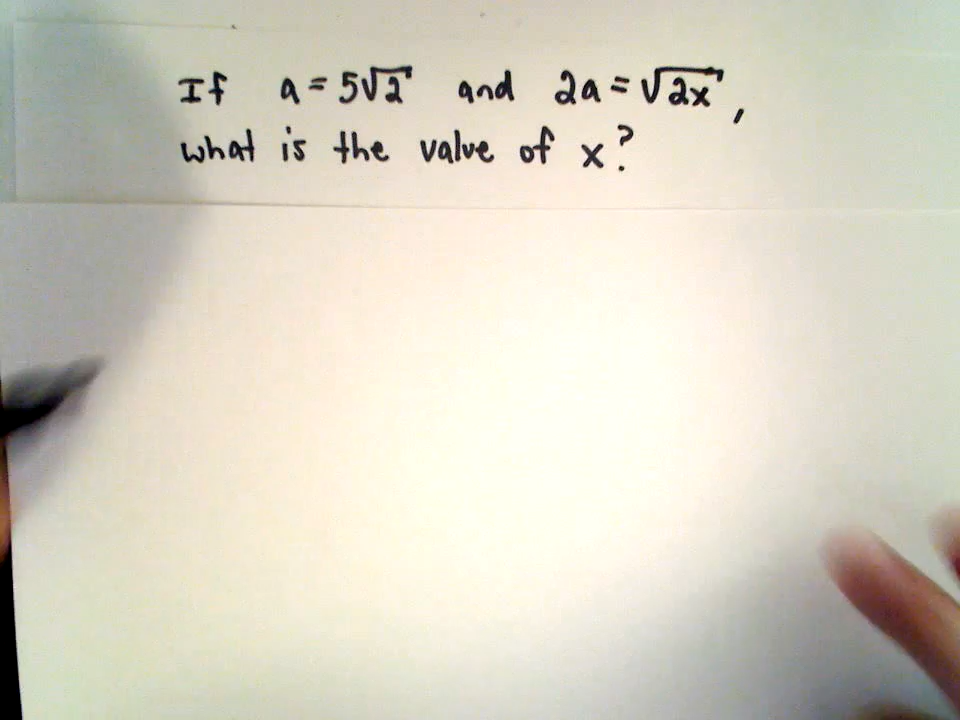 If a = 5√2 and 2a = √2x,
what is the value of x?